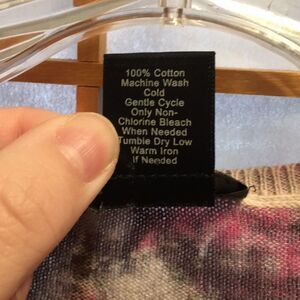 100% Cotton
Machine Wash
Cold
Gentle Cycle
Only Non-
Chlorine Bleach
When Needed
Tumble Dry Low
Warm Iron
If Needed